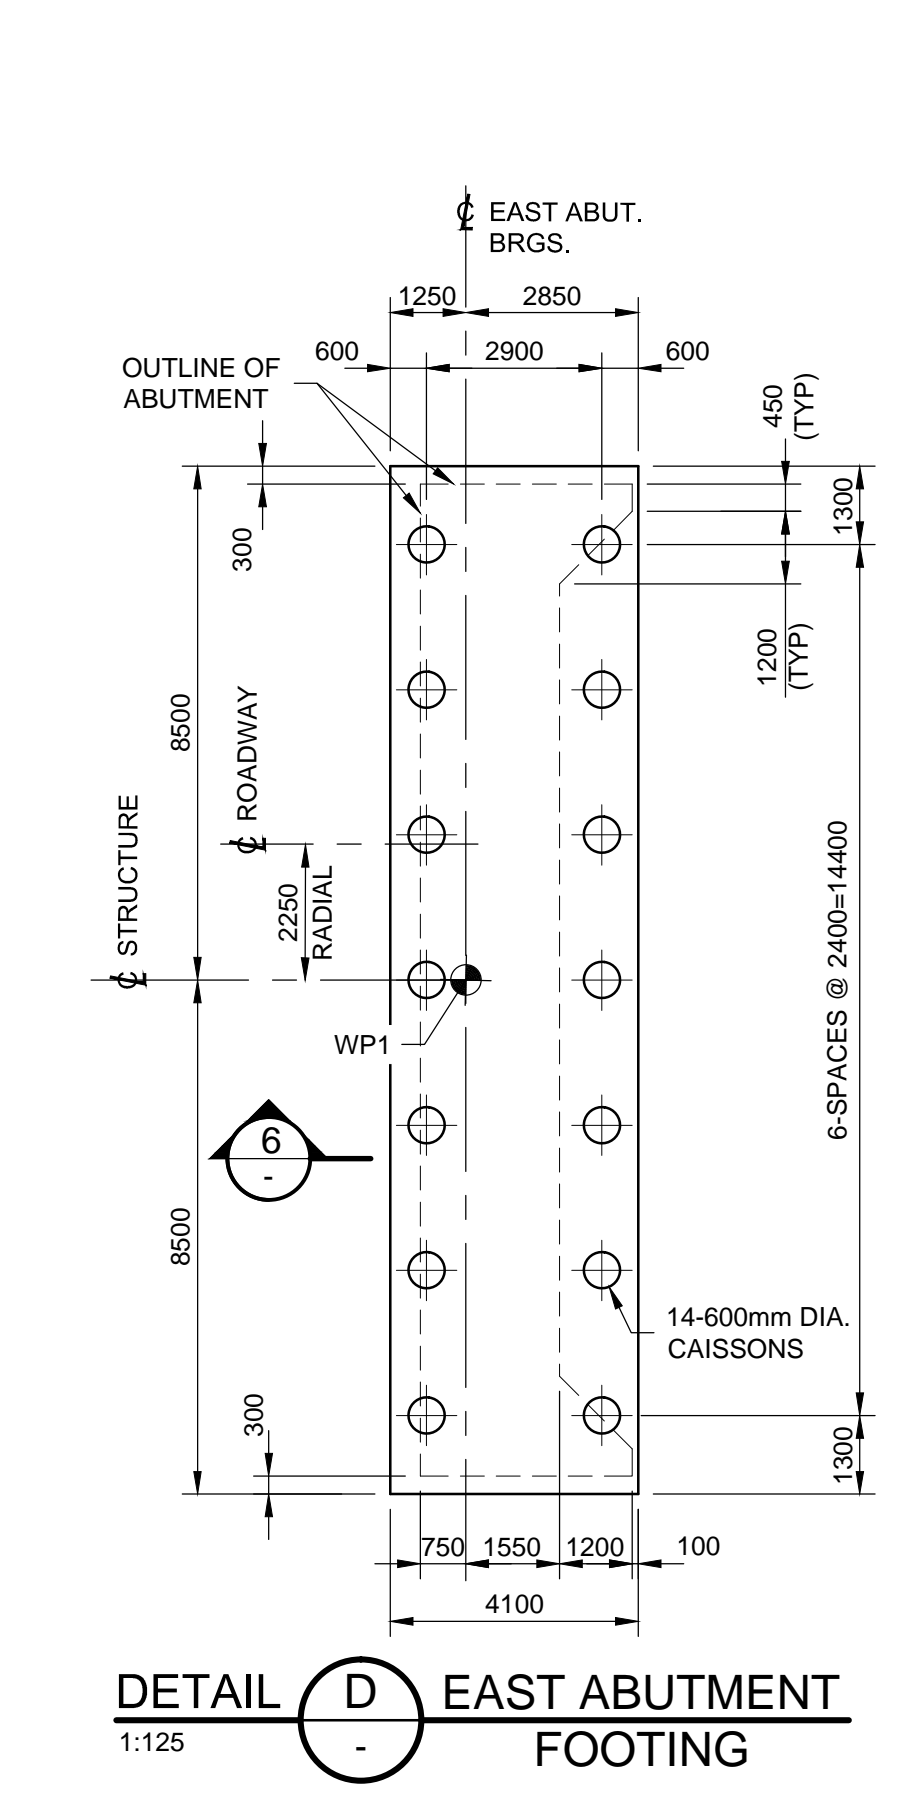 ℄ EAST ABUT.
BRGS.
1250
2850
600
2900
600
OUTLINE OF
ABUTMENT
450
(TYP)
1300
300
1200
(TYP)
8500
℄ ROADWAY
℄ STRUCTURE
2250
RADIAL
6-SPACES @ 2400=14400
WP1
6
-
8500
14-600mm DIA.
CAISSONS
300
1300
750
1550
1200
100
4100
DETAIL
D
EAST ABUTMENT
1:125
-
FOOTING